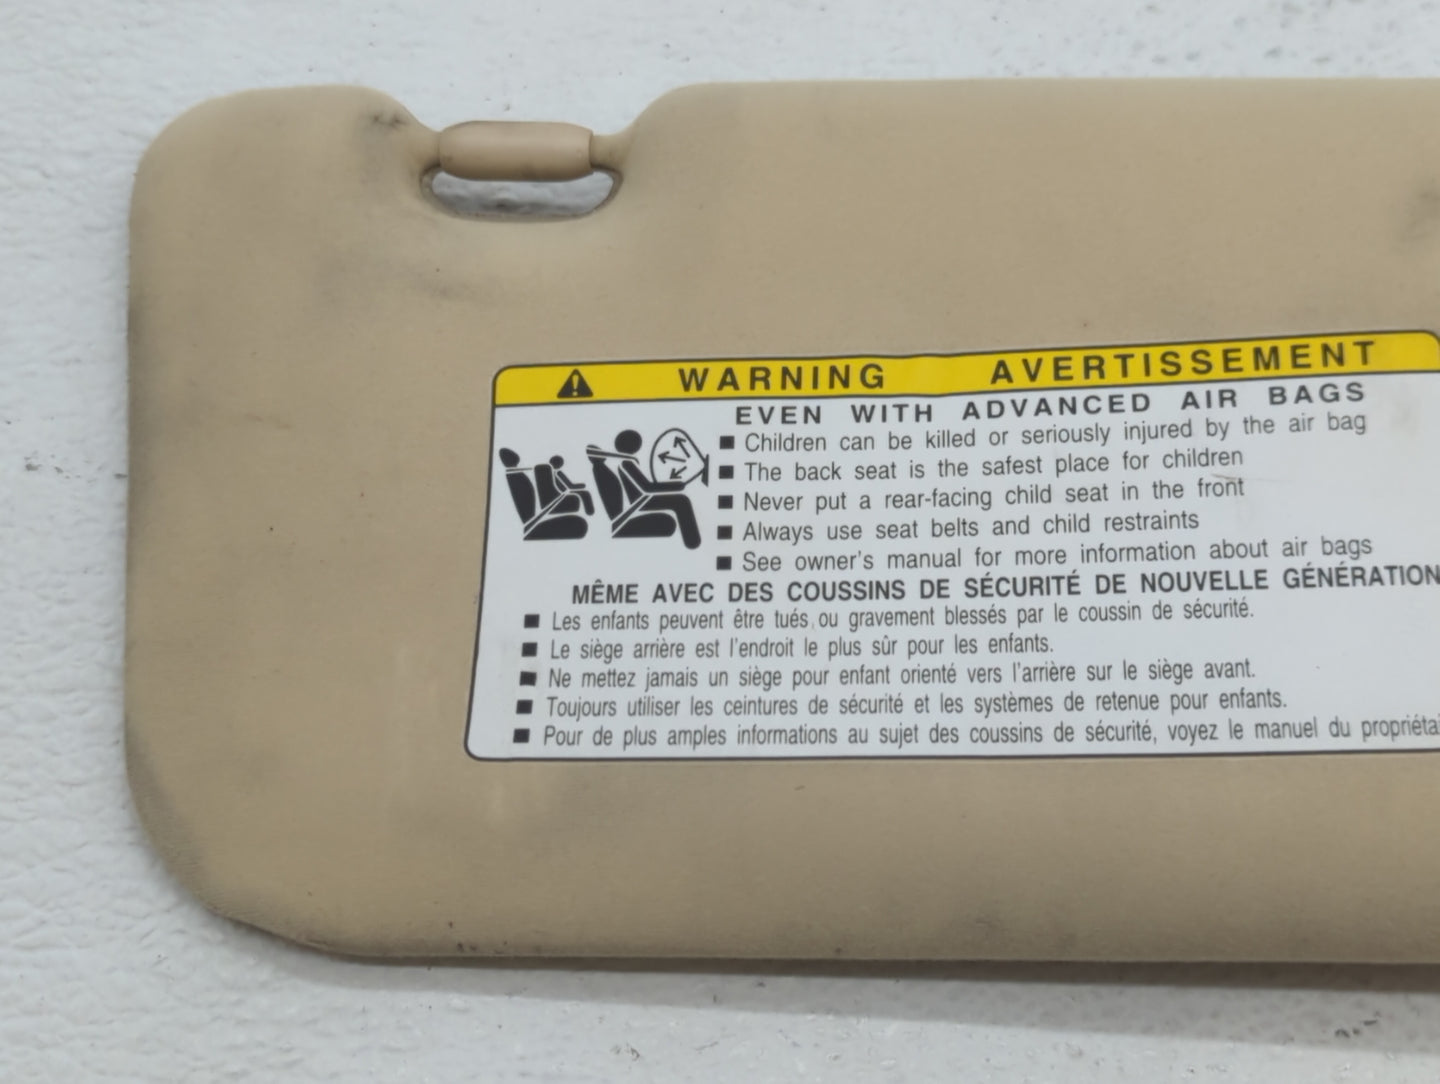 WARNING AVERTISSEMENT
EVEN WITH ADVANCED AIR BAGS
■ Children can be killed or seriously injured by the air bag
■ The back seat is the safest place for children
■ Never put a rear-facing child seat in the front
■ Always use seat belts and child restraints
■ See owner's manual for more information about air bags
MÊME AVEC DES COUSSINS DE SÉCURITÉ DE NOUVELLE GÉNÉRATION
■ Les enfants peuvent être tués ou gravement blessés par le coussin de sécurité.
■ Le siège arrière est l'endroit le plus sûr pour les enfants.
■ Ne mettez jamais un siège pour enfant orienté vers l'arrière sur le siège avant.
■ Toujours utiliser les ceintures de sécurité et les systèmes de retenue pour enfants.
■ Pour de plus amples informations au sujet des coussins de sécurité, voyez le manuel du